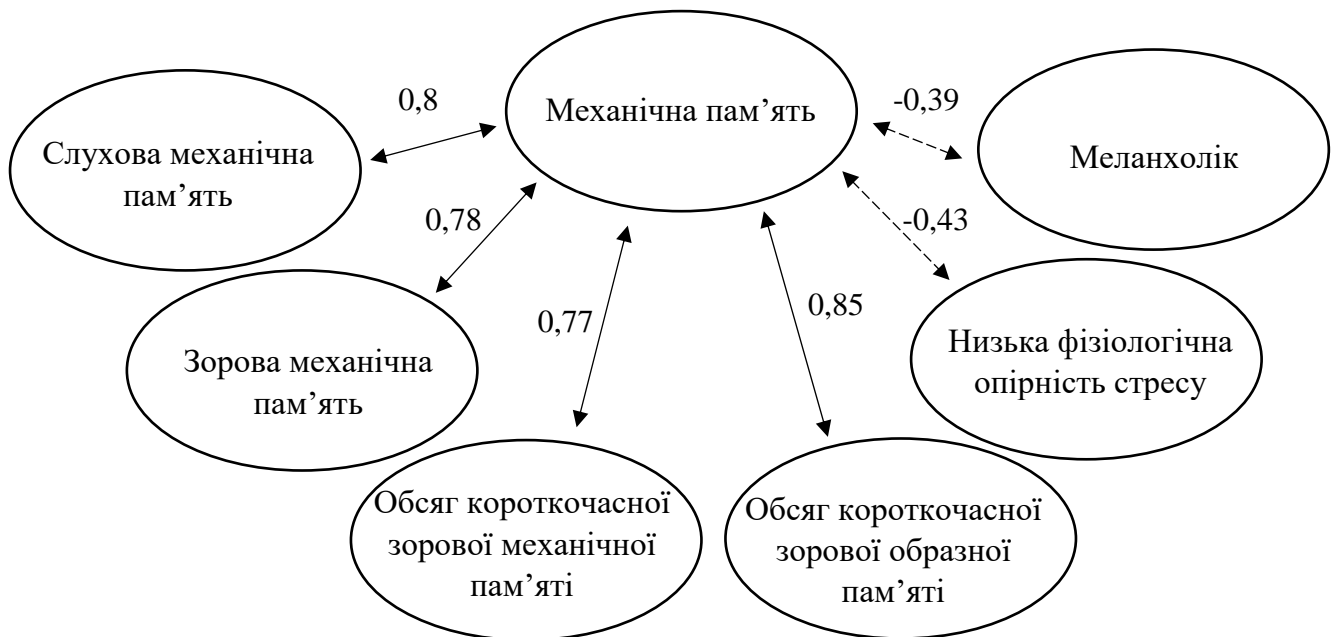 Механічна пам’ять
0,8
-0,39
Слухова механічна
пам’ять
Меланхолік
0,78
-0,43
0,77
0,85
Зорова механічна
пам’ять
Низька фізіологічна
опірність стресу
Обсяг короткочасної
зорової механічної
пам’яті
Обсяг короткочасної
зорової образної
пам’яті